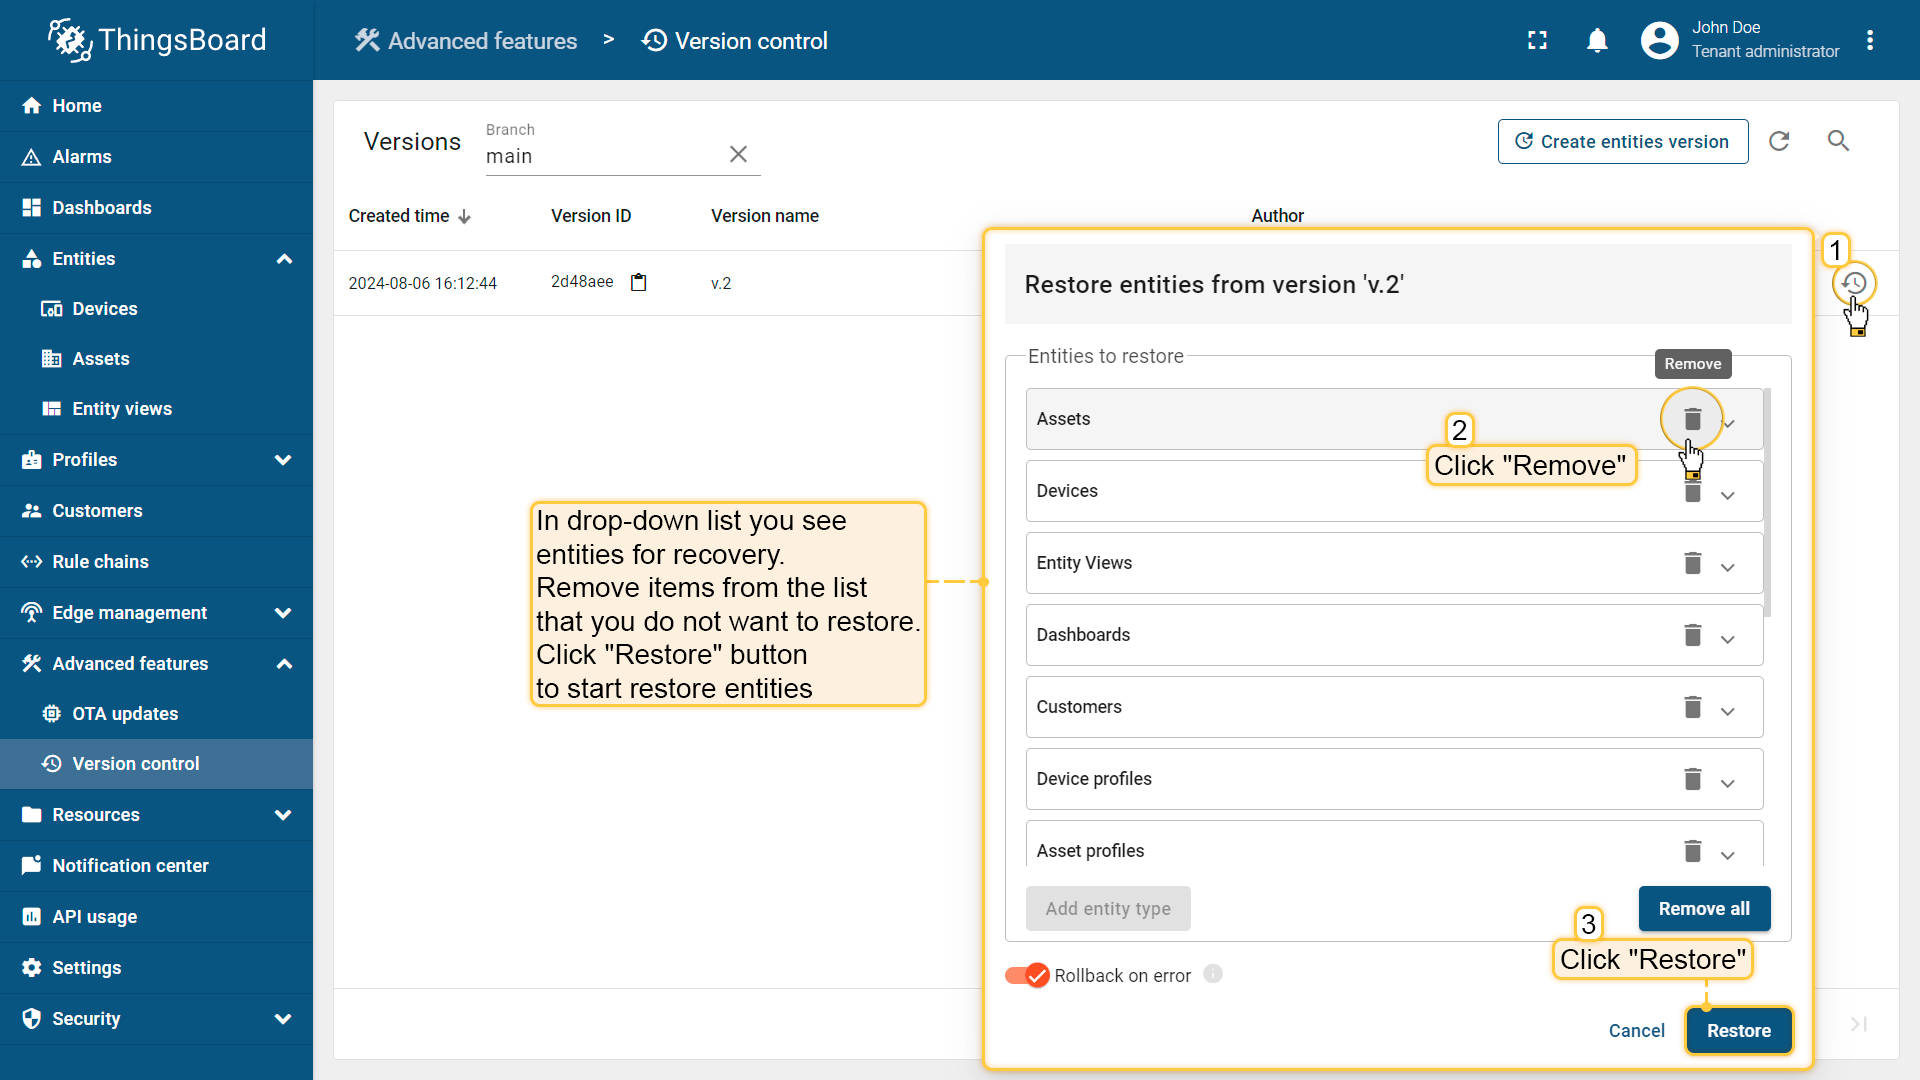 ThingsBoard
Advanced features > Version control
John Doe
Tenant administrator
Home
Alarms
Dashboards
Entities
Devices
Assets
Entity views
Profiles
Customers
Rule chains
Edge management
Advanced features
OTA updates
Version control
Resources
Notification center
API usage
Settings
Security
Versions
Branch
main
Create entities version
Created time
Version ID
Version name
Author
2024-08-06 16:12:44
2d48aee
v.2
1
Restore entities from version 'v.2'
Entities to restore
Remove
Assets
2
Click "Remove"
Devices
Entity Views
Dashboards
Customers
Device profiles
Asset profiles
In drop-down list you see
entities for recovery.
Remove items from the list
that you do not want to restore.
Click "Restore" button
to start restore entities
Add entity type
Remove all
3
Click "Restore"
Rollback on error
Cancel
Restore